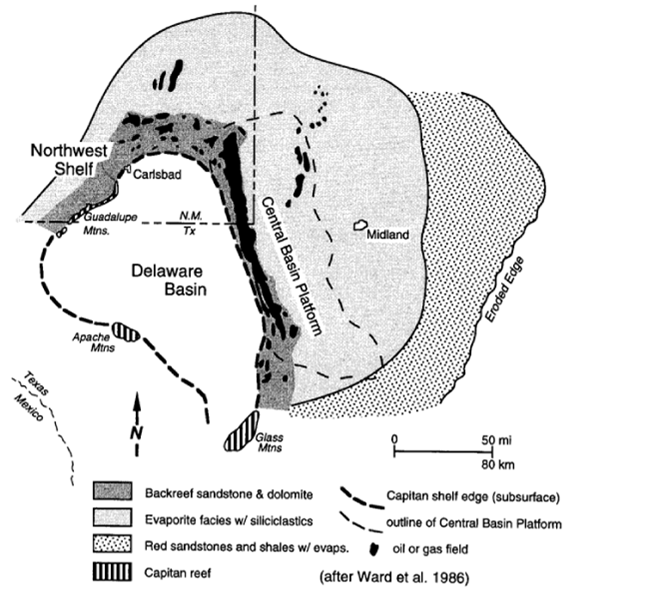 Northwest
Shelf
Carlsbad
Guadalupe
Mtns.
N.M.
Tx
Central Basin Platform
Midland
Delaware
Basin
Eroded Edge
Apache
Mtns
Texas
Mexico
N
Glass
Mtns
0 50 mi
80 km
Backreef sandstone & dolomite
Evaporite facies w/ siliciclastics
Red sandstones and shales w/ evaps.
Capitan reef
Capitan shelf edge (subsurface)
outline of Central Basin Platform
oil or gas field
(after Ward et al. 1986)